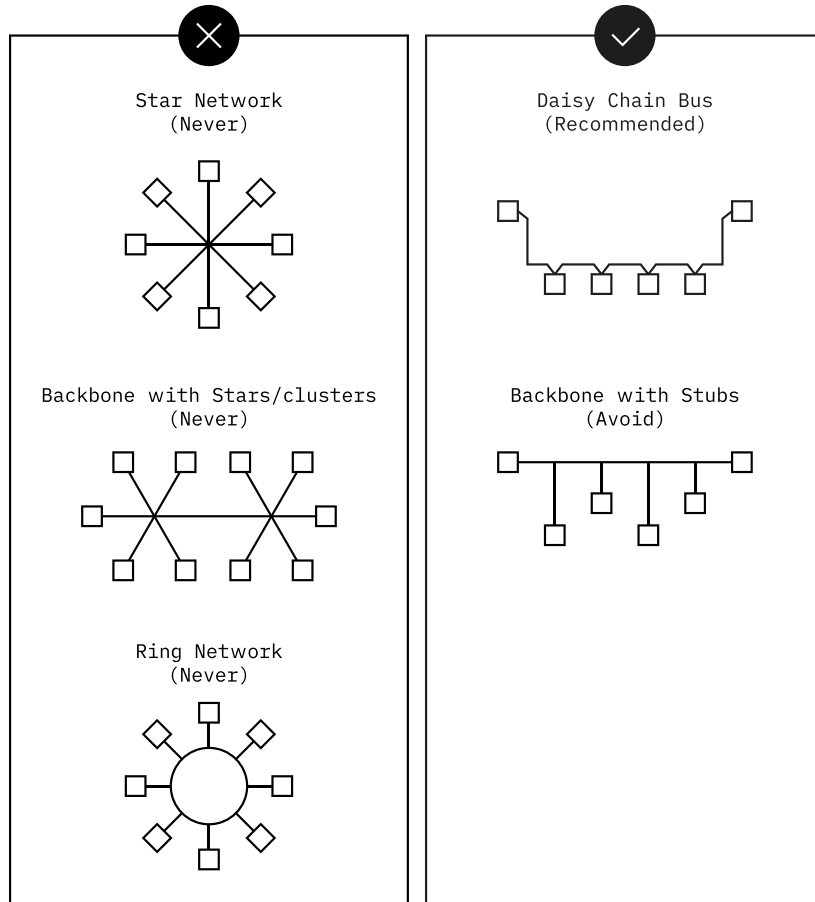 Star Network
(Never)
Backbone with Stars/clusters
(Never)
Ring Network
(Never)
Daisy Chain Bus
(Recommended)
Backbone with Stubs
(Avoid)